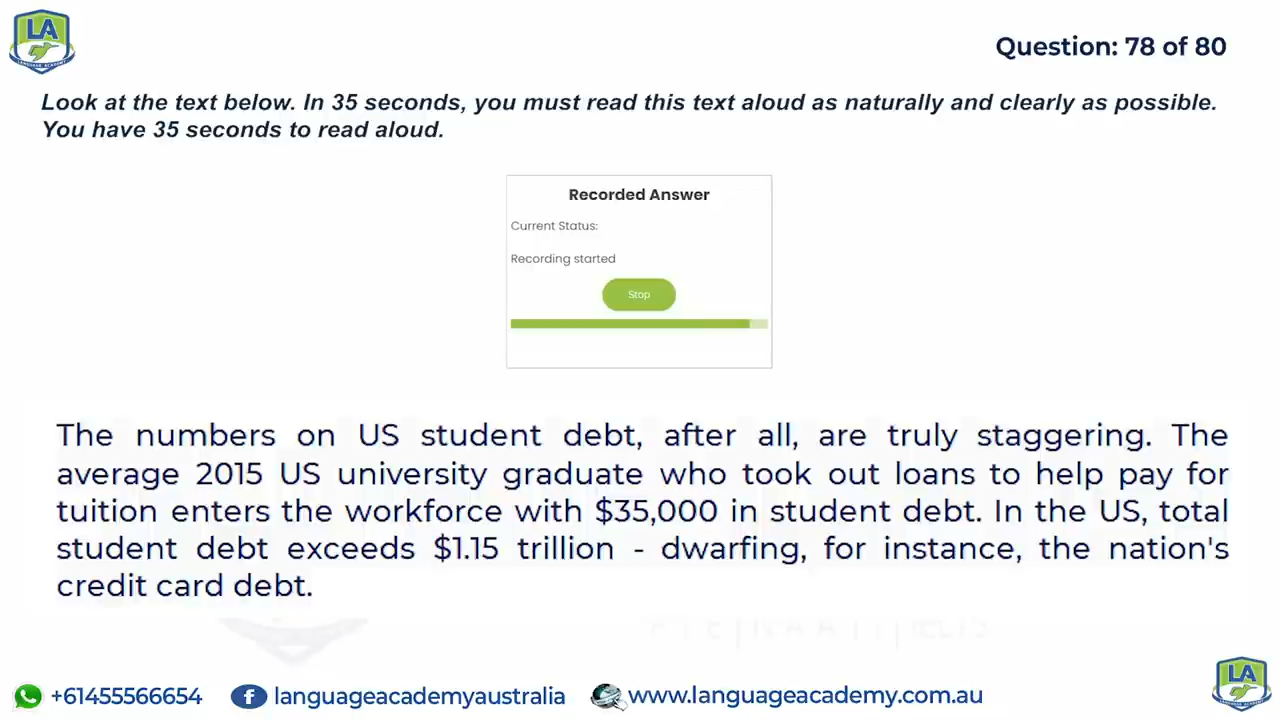 LA
LANGUAGE ACADEMY
Question: 78 of 80
Look at the text below. In 35 seconds, you must read this text aloud as naturally and clearly as possible.
You have 35 seconds to read aloud.
Recorded Answer
Current Status:
Recording started
Stop
The numbers on US student debt, after all, are truly staggering. The
average 2015 US university graduate who took out loans to help pay for
tuition enters the workforce with $35,000 in student debt. In the US, total
student debt exceeds $1.15 trillion - dwarfing, for instance, the nation's
credit card debt.
+61455566654
languageacademyaustralia
www.languageacademy.com.au
LA